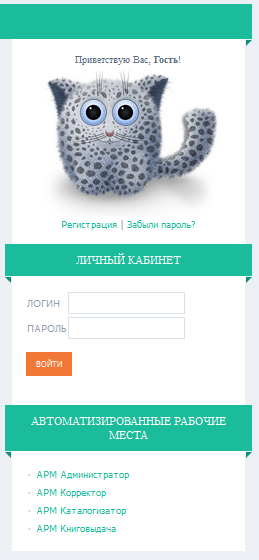 Приветствую Вас, Гость!
Регистрация | Забыли пароль?
ЛИЧНЫЙ КАБИНЕТ
ЛОГИН
ПАРОЛЬ
ВОЙТИ
АВТОМАТИЗИРОВАННЫЕ РАБОЧИЕ
МЕСТА
АРМ Администратор
АРМ Корректор
АРМ Каталогизатор
АРМ Книговыдача